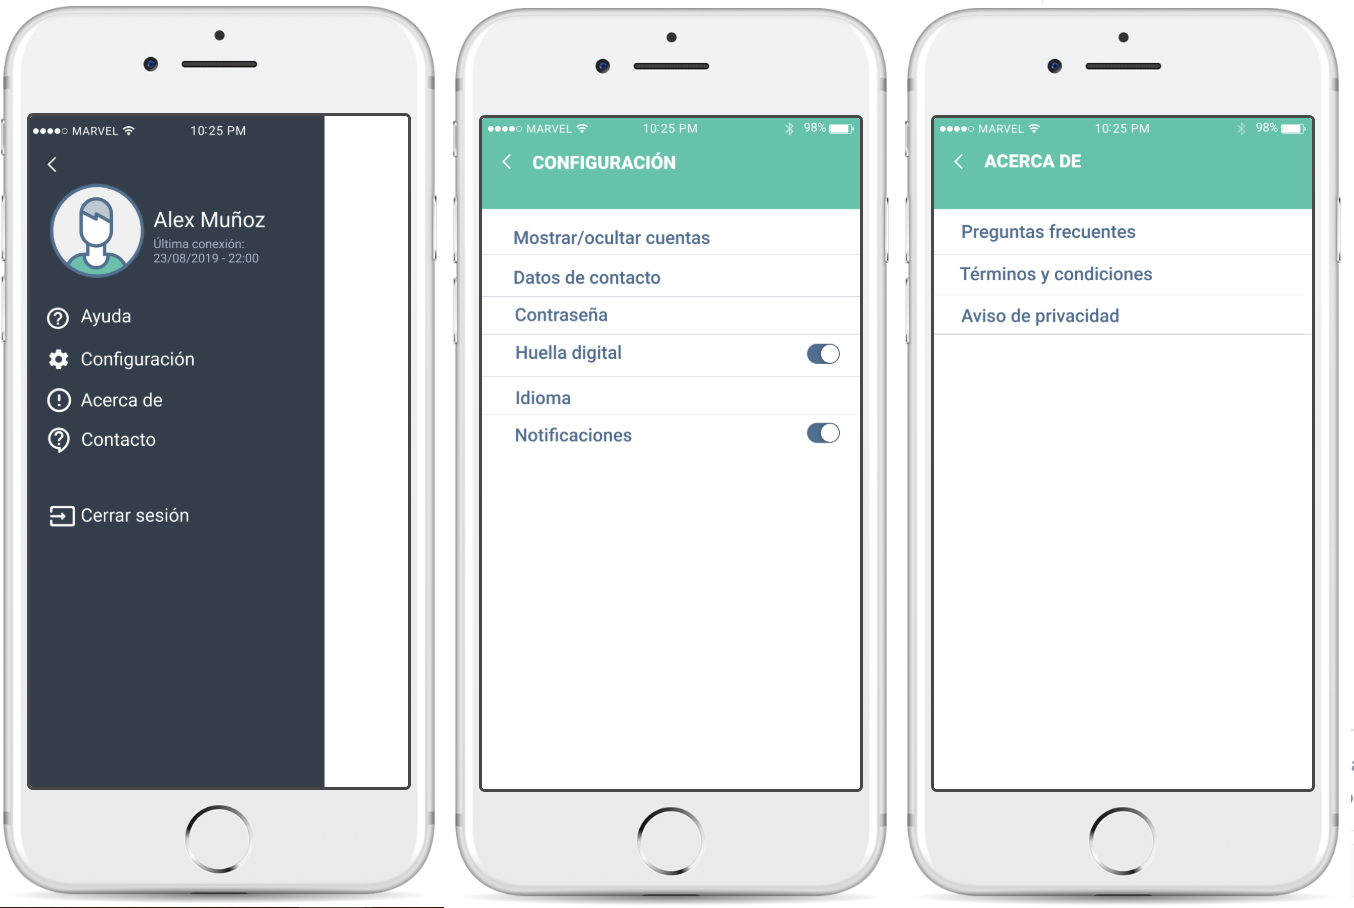 MARVEL 10:25 PM
Alex Muñoz
Última conexión:
23/08/2019 - 22:00
Ayuda
Configuración
Acerca de
Contacto
Cerrar sesión
MARVEL 10:25 PM 98%
CONFIGURACIÓN
Mostrar/ocultar cuentas
Datos de contacto
Contraseña
Huella digital
Idioma
Notificaciones
MARVEL 10:25 PM 98%
ACERCA DE
Preguntas frecuentes
Términos y condiciones
Aviso de privacidad